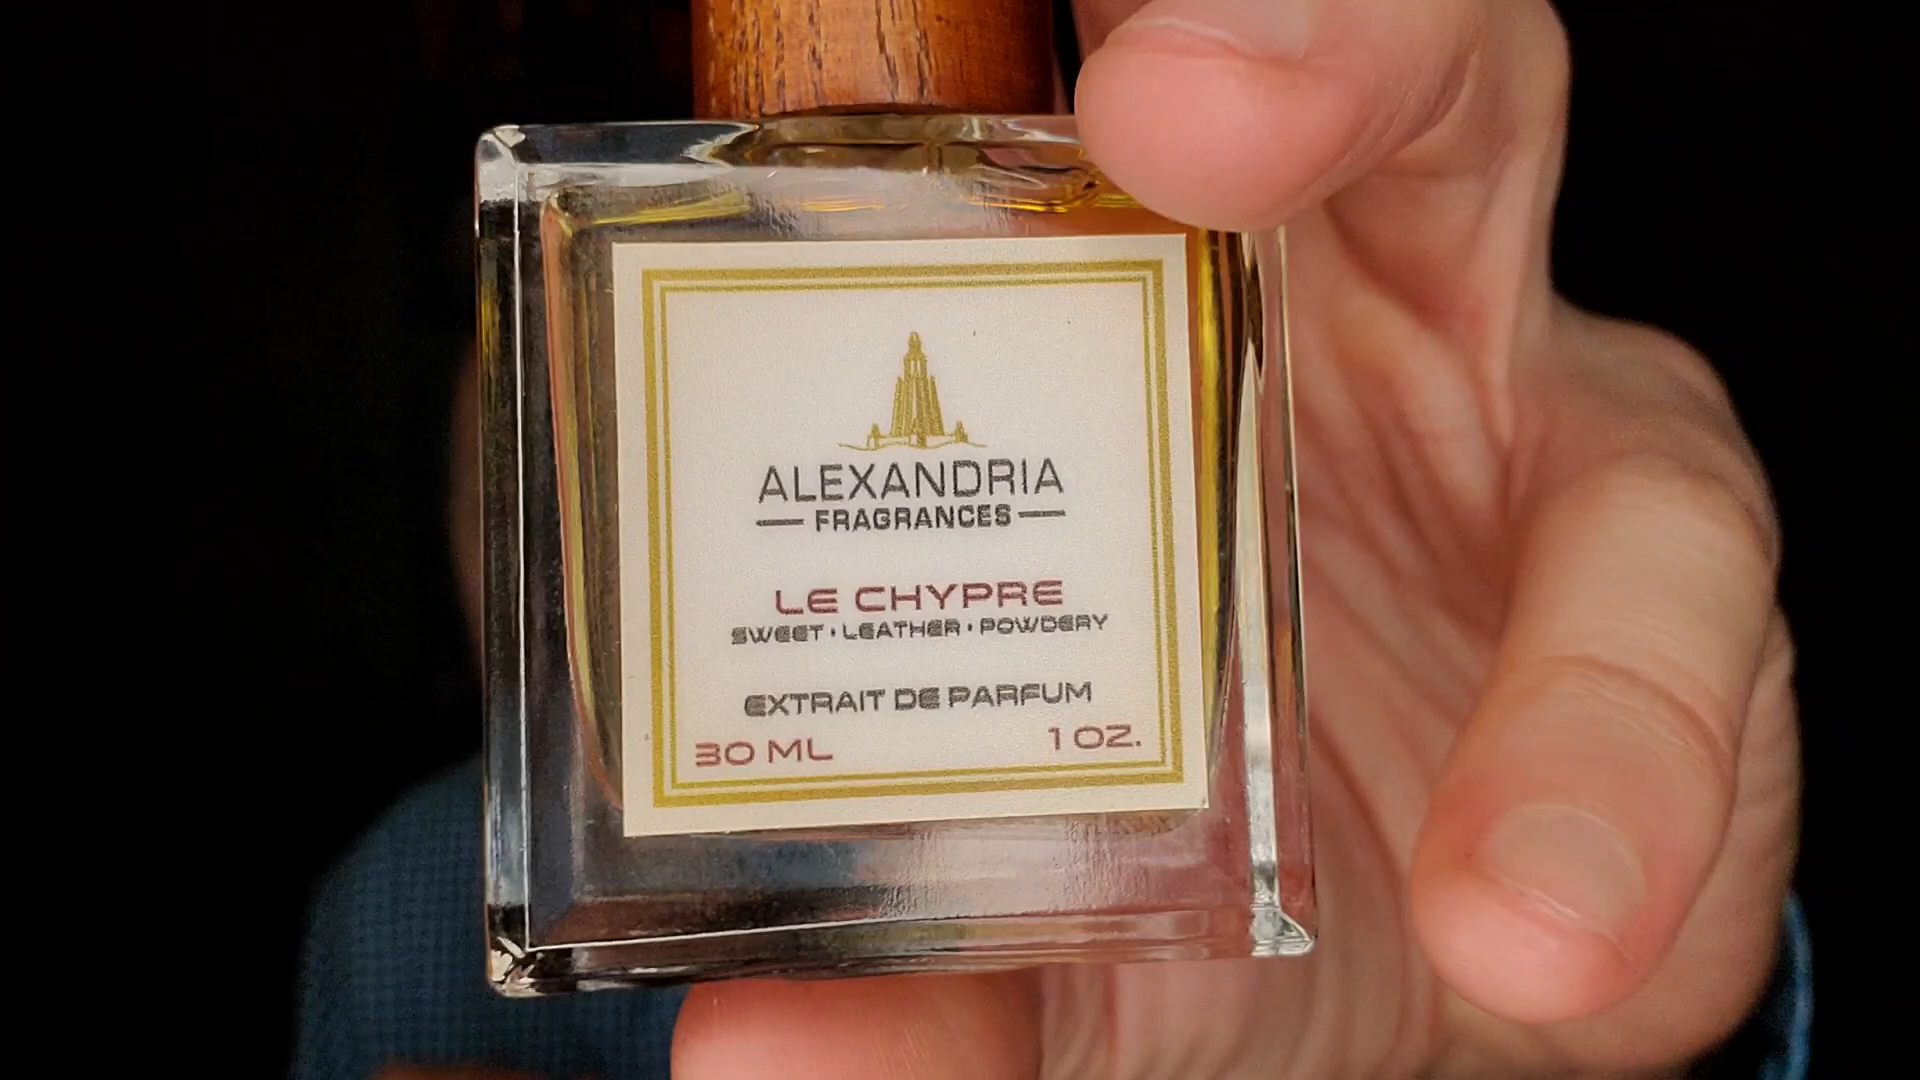 ALEXANDRIA
FRAGRANCES
LE CHYPRE
SWEET • LEATHER • POWDERY
EXTRAIT DE PARFUM
30 ML 1 OZ.